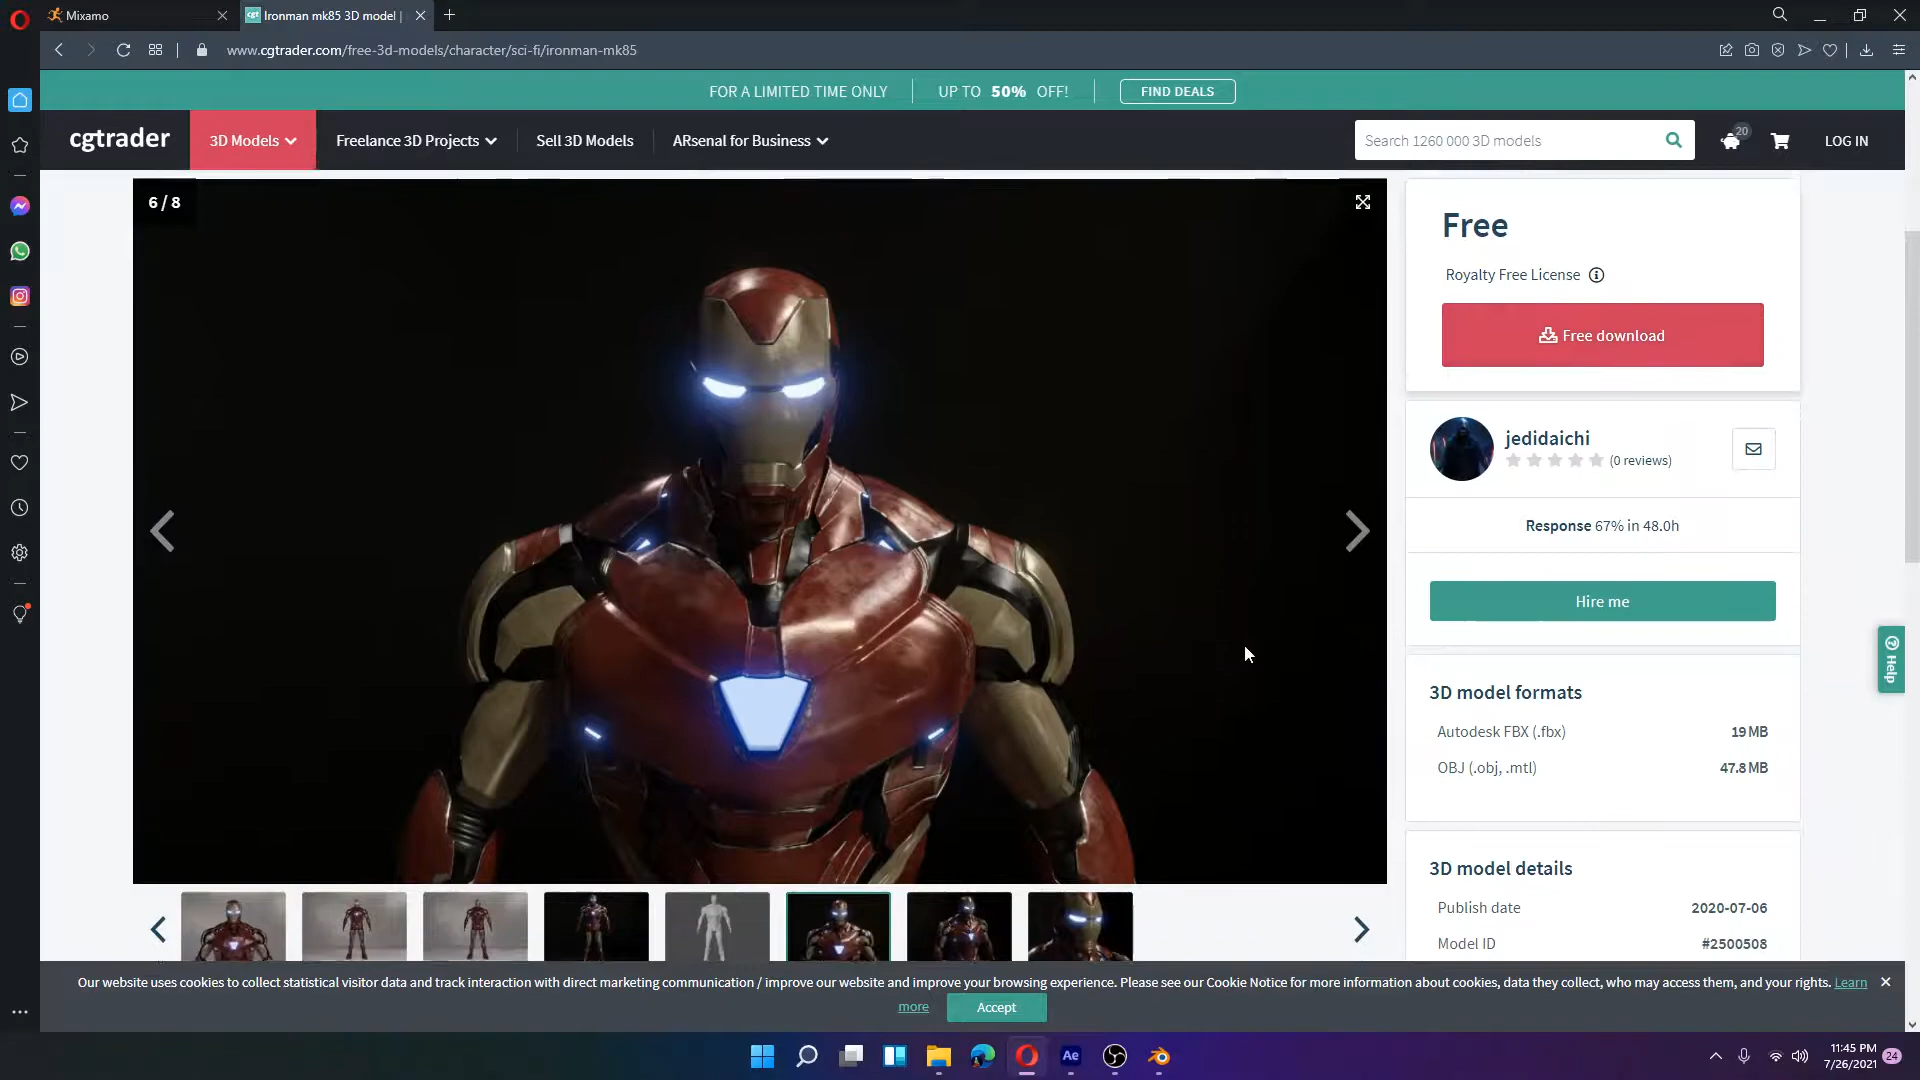 Mixamo
cgt Ironman mk85 3D model |
www.cgtrader.com/free-3d-models/character/sci-fi/ironman-mk85
FOR A LIMITED TIME ONLY UP TO 50% OFF! FIND DEALS
cgtrader 3D Models Freelance 3D Projects Sell 3D Models ARsenal for Business Search 1260 000 3D models 20 LOG IN
6 / 8
Free
Royalty Free License
Free download
jedidaichi
(0 reviews)
Response 67% in 48.0h
Hire me
Help
3D model formats
Autodesk FBX (.fbx) 19 MB
OBJ (.obj, .mtl) 47.8 MB
3D model details
Publish date 2020-07-06
Model ID #2500508
Our website uses cookies to collect statistical visitor data and track interaction with direct marketing communication / improve our website and improve your browsing experience. Please see our Cookie Notice for more information about cookies, data they collect, who may access them, and your rights. Learn
more Accept
Ae
11:45 PM
7/26/2021 24